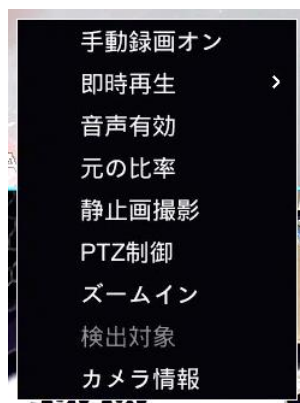 手動録画オン
即時再生
音声有効
元の比率
静止画撮影
PTZ制御
ズームイン
検出対象
カメラ情報